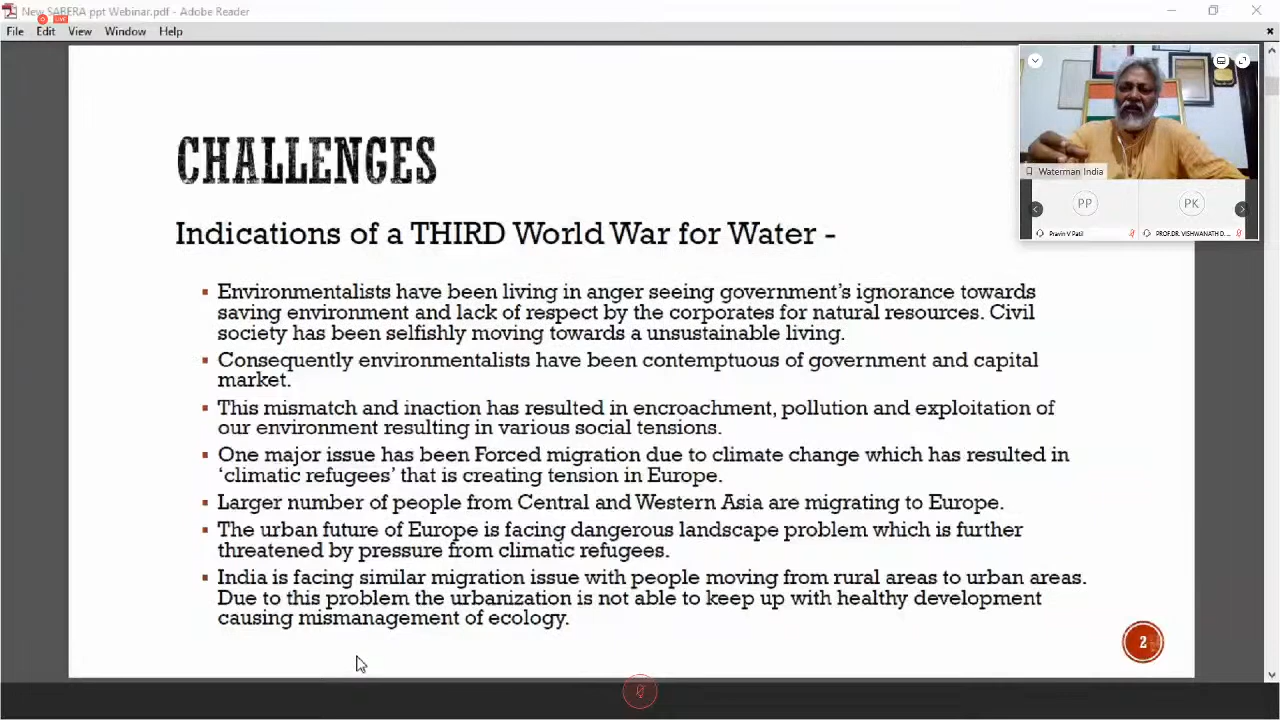 New SABERA ppt Webinar.pdf - Adobe Reader
LIVE
File Edit View Window Help
CHALLENGES
Indications of a THIRD World War for Water -
Environmentalists have been living in anger seeing government's ignorance towards
saving environment and lack of respect by the corporates for natural resources. Civil
society has been selfishly moving towards a unsustainable living.
Consequently environmentalists have been contemptuous of government and capital
market.
This mismatch and inaction has resulted in encroachment, pollution and exploitation of
our environment resulting in various social tensions.
One major issue has been Forced migration due to climate change which has resulted in
'climatic refugees' that is creating tension in Europe.
Larger number of people from Central and Western Asia are migrating to Europe.
The urban future of Europe is facing dangerous landscape problem which is further
threatened by pressure from climatic refugees.
India is facing similar migration issue with people moving from rural areas to urban areas.
Due to this problem the urbanization is not able to keep up with healthy development
causing mismanagement of ecology.
2
Waterman India
PP PK
Pravin V Patil PROF.DR. VISHWANATH D...